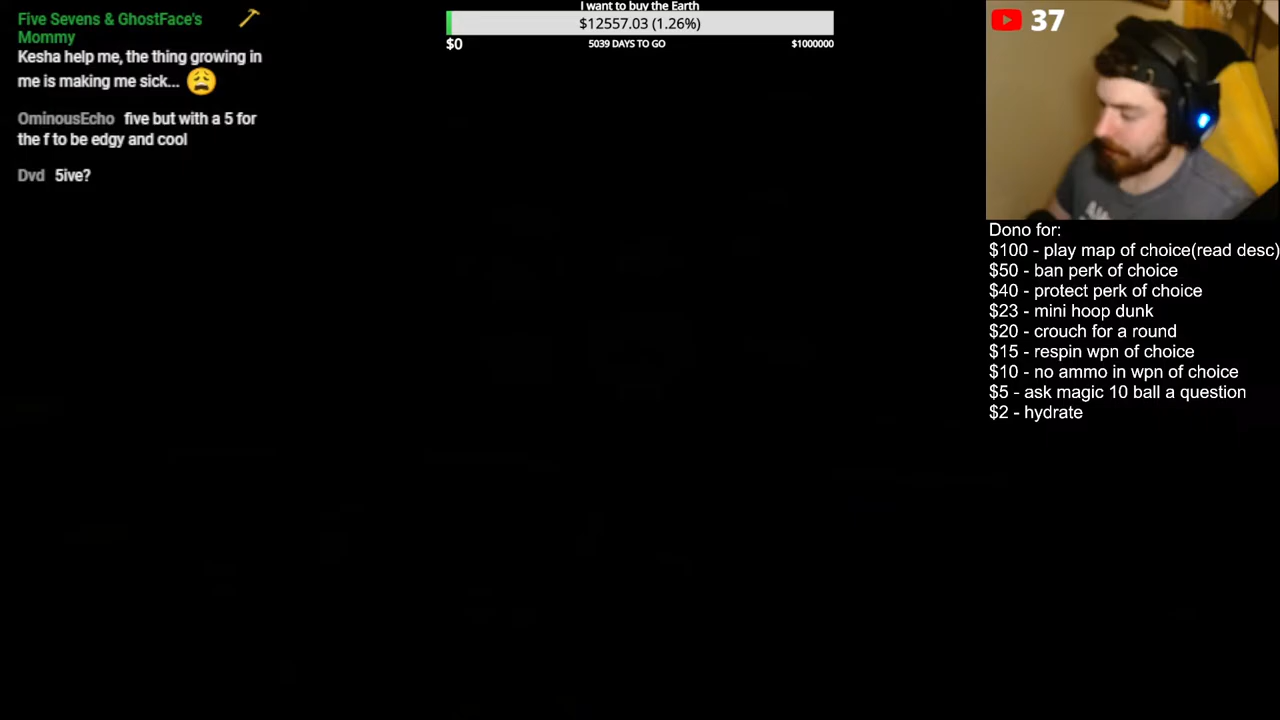 Five Sevens & GhostFace's
Mommy
Kesha help me, the thing growing in
me is making me sick... 😩
OminousEcho five but with a 5 for
the f to be edgy and cool
Dvd 5ive?
I want to buy the Earth
$12557.03 (1.26%)
$0 5039 DAYS TO GO $1000000
37
Dono for:
$100 - play map of choice(read desc)
$50 - ban perk of choice
$40 - protect perk of choice
$23 - mini hoop dunk
$20 - crouch for a round
$15 - respin wpn of choice
$10 - no ammo in wpn of choice
$5 - ask magic 10 ball a question
$2 - hydrate